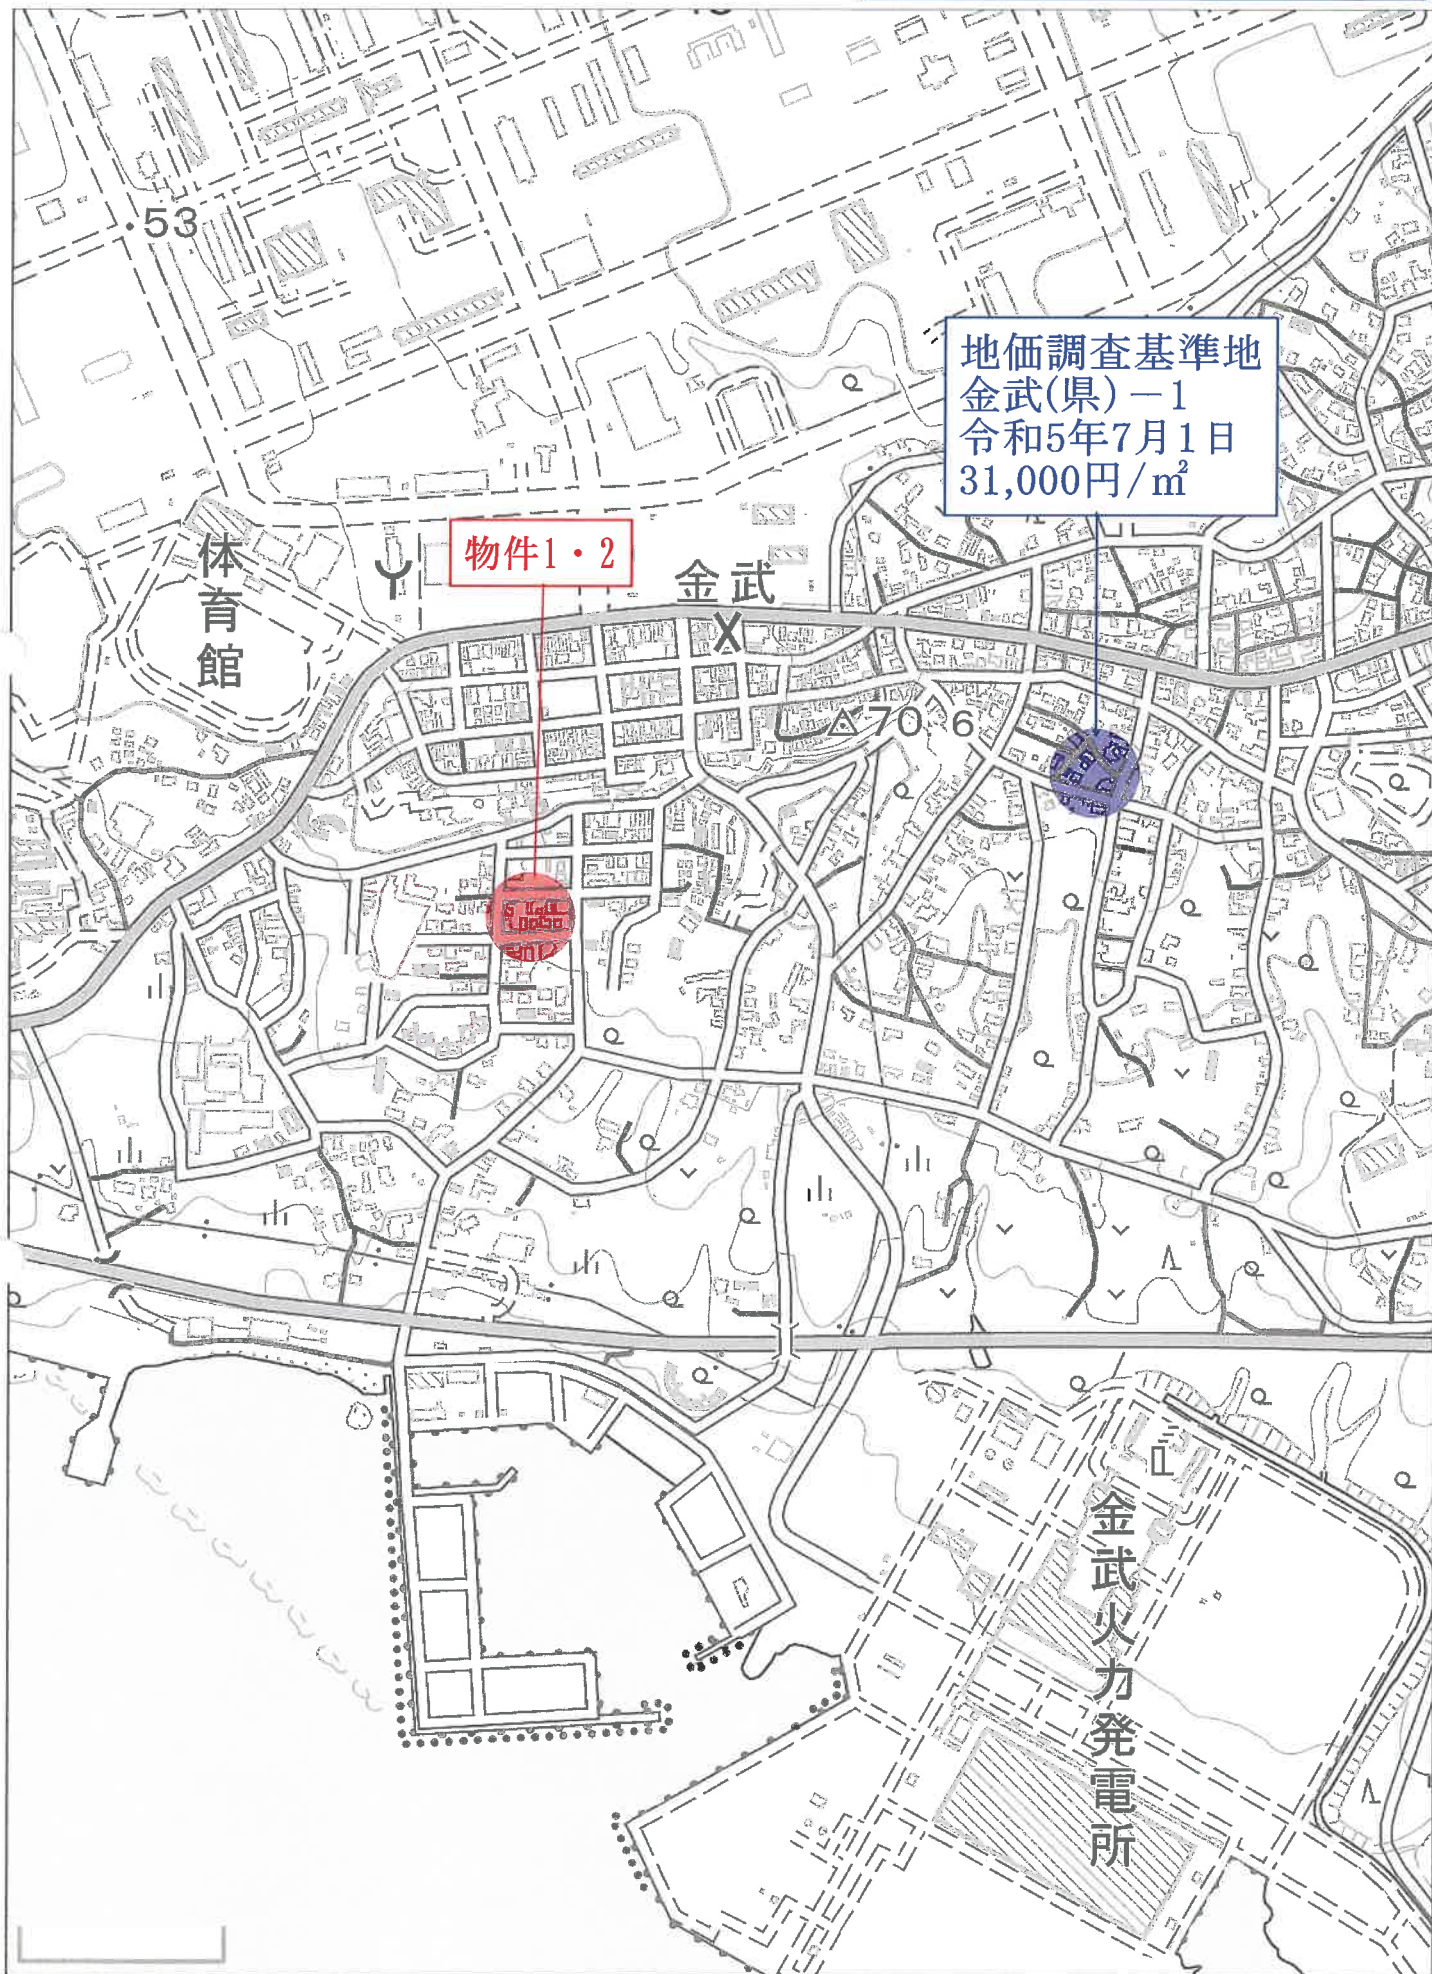 ・53
地価調査基準地
金武(県)－1
令和5年7月1日
31,000円/㎡
物件1・2
金武
体育館
70.6
金武火力発電所